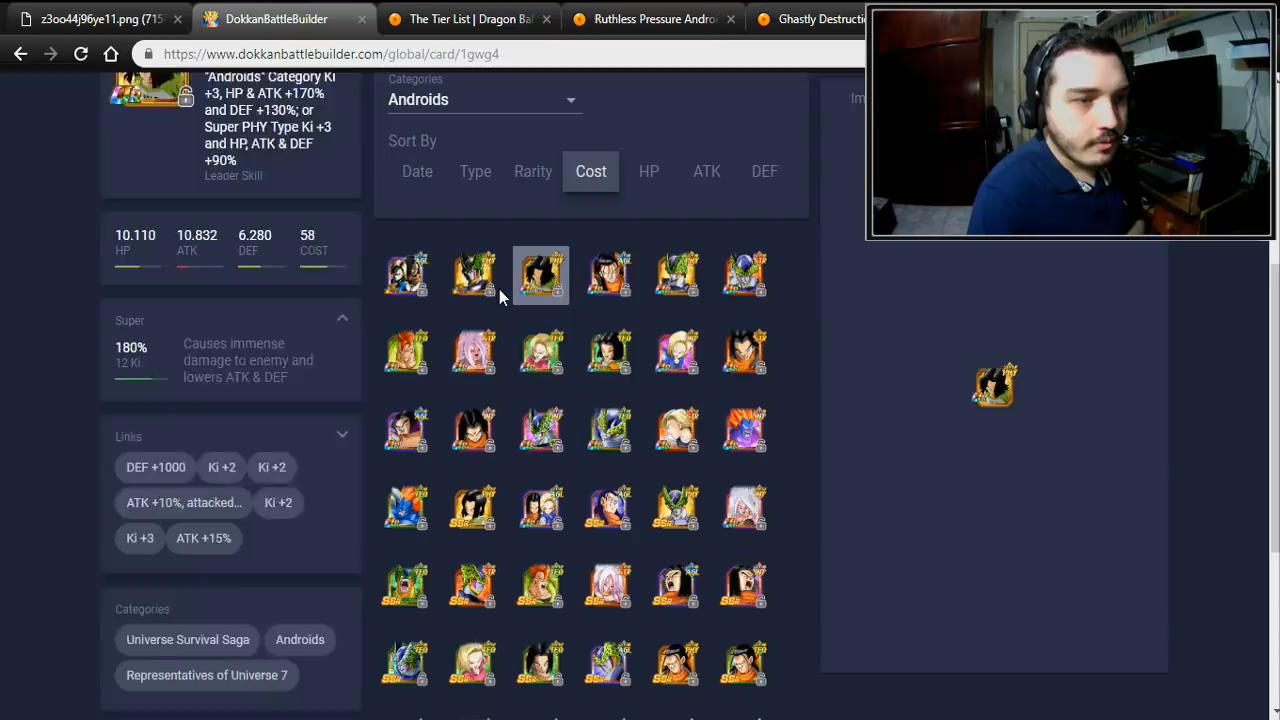 z3oo44j96ye11.png (715
DokkanBattleBuilder
The Tier List | Dragon Bal
Ruthless Pressure Androi
Ghastly Destructi
https://www.dokkanbattlebuilder.com/global/card/1gwg4
"Androids" Category Ki
+3, HP & ATK +170%
and DEF +130%; or
Super PHY Type Ki +3
and HP, ATK & DEF
+90%
Leader Skill
10.110
HP
10.832
ATK
6.280
DEF
58
COST
Super
180%
12 Ki
Causes immense
damage to enemy and
lowers ATK & DEF
Links
DEF +1000
Ki +2
Ki +2
ATK +10%, attacked...
Ki +2
Ki +3
ATK +15%
Categories
Universe Survival Saga
Androids
Representatives of Universe 7
Categories
Androids
Sort By
Date
Type
Rarity
Cost
HP
ATK
DEF
Im